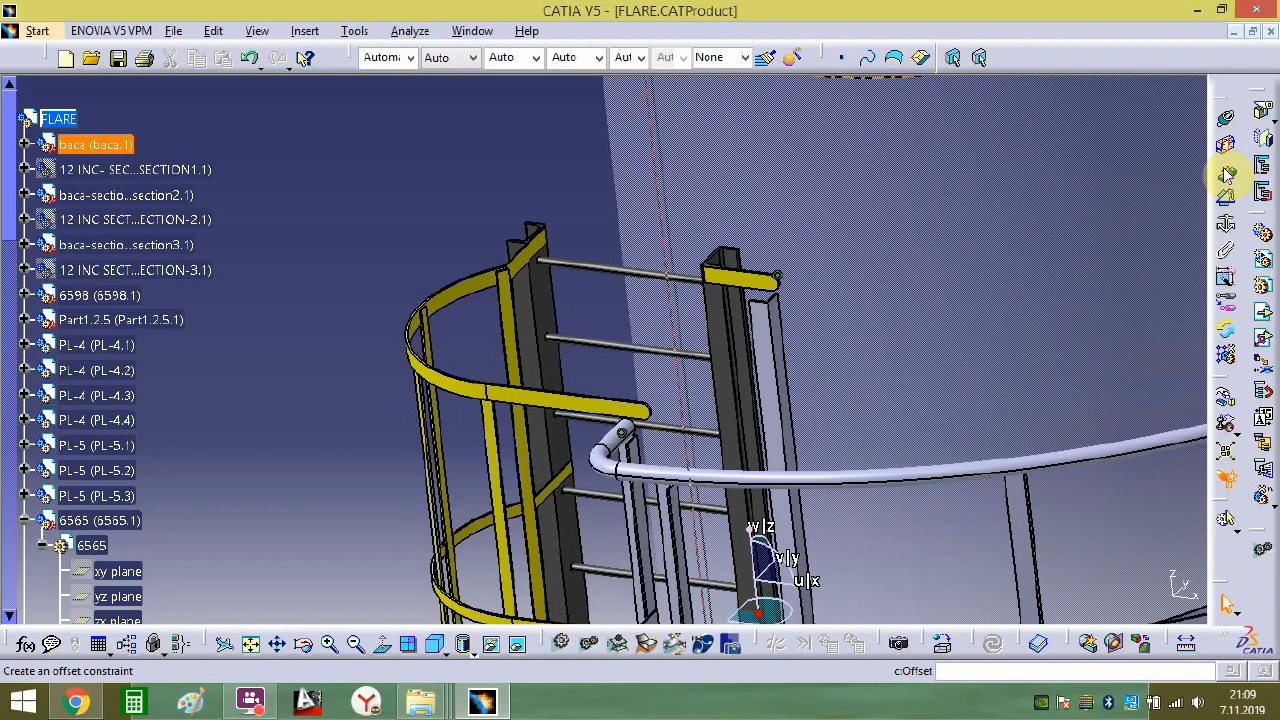 CATIA V5 - [FLARE.CATProduct]
Start ENOVIA V5 VPM File Edit View Insert Tools Analyze Window Help
Automa Auto Auto Auto Aut Aut None
FLARE
baca (baca.1)
12 INC- SEC...SECTION1.1)
baca-sectio...section2.1)
12 INC SECT...ECTION-2.1)
baca-sectio...section3.1)
12 INC SECT...ECTION-3.1)
6598 (6598.1)
Part1.2.5 (Part1.2.5.1)
PL-4 (PL-4.1)
PL-4 (PL-4.2)
PL-4 (PL-4.3)
PL-4 (PL-4.4)
PL-5 (PL-5.1)
PL-5 (PL-5.2)
PL-5 (PL-5.3)
6565 (6565.1)
6565
xy plane
yz plane
zx plane
w|z
v|y
u|x
z
y
x
CATIA
Create an offset constraint
c:Offset
21:09
7.11.2019